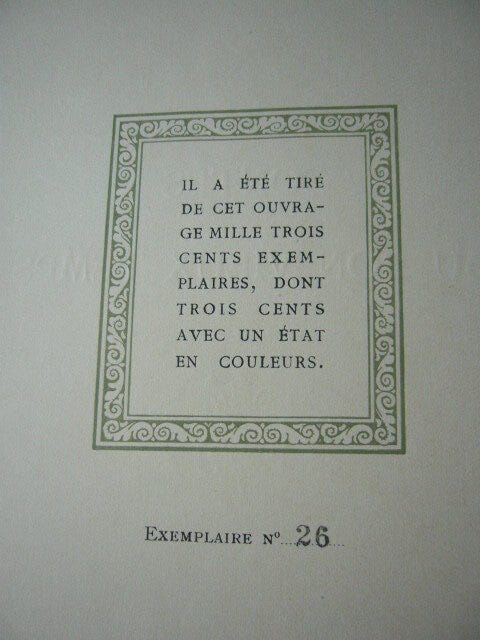 IL A ÉTÉ TIRÉ
DE CET OUVRA-
GE MILLE TROIS
CENTS EXEM-
PLAIRES, DONT
TROIS CENTS
AVEC UN ÉTAT
EN COULEURS.
EXEMPLAIRE Nº 26